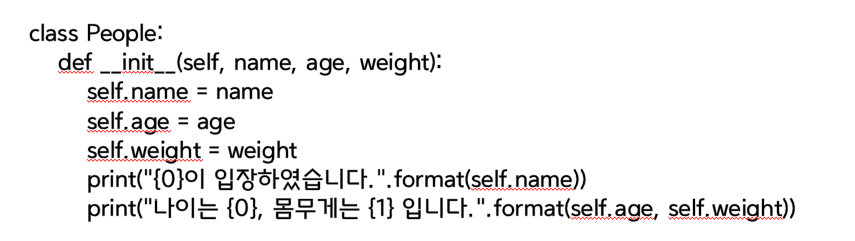 class People:
def __init__(self, name, age, weight):
self.name = name
self.age = age
self.weight = weight
print("{0}이 입장하였습니다.".format(self.name))
print("나이는 {0}, 몸무게는 {1} 입니다.".format(self.age, self.weight))